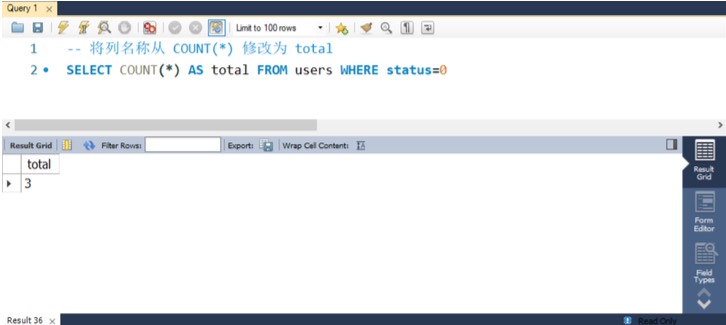 Query 1
Limit to 100 rows
1 -- 将列名称从 COUNT(*) 修改为 total
2 SELECT COUNT(*) AS total FROM users WHERE status=0
Result Grid Filter Rows: Export: Wrap Cell Content:
total
3
Result
Grid
Form
Editor
Field
Types
Result 36
Read Only